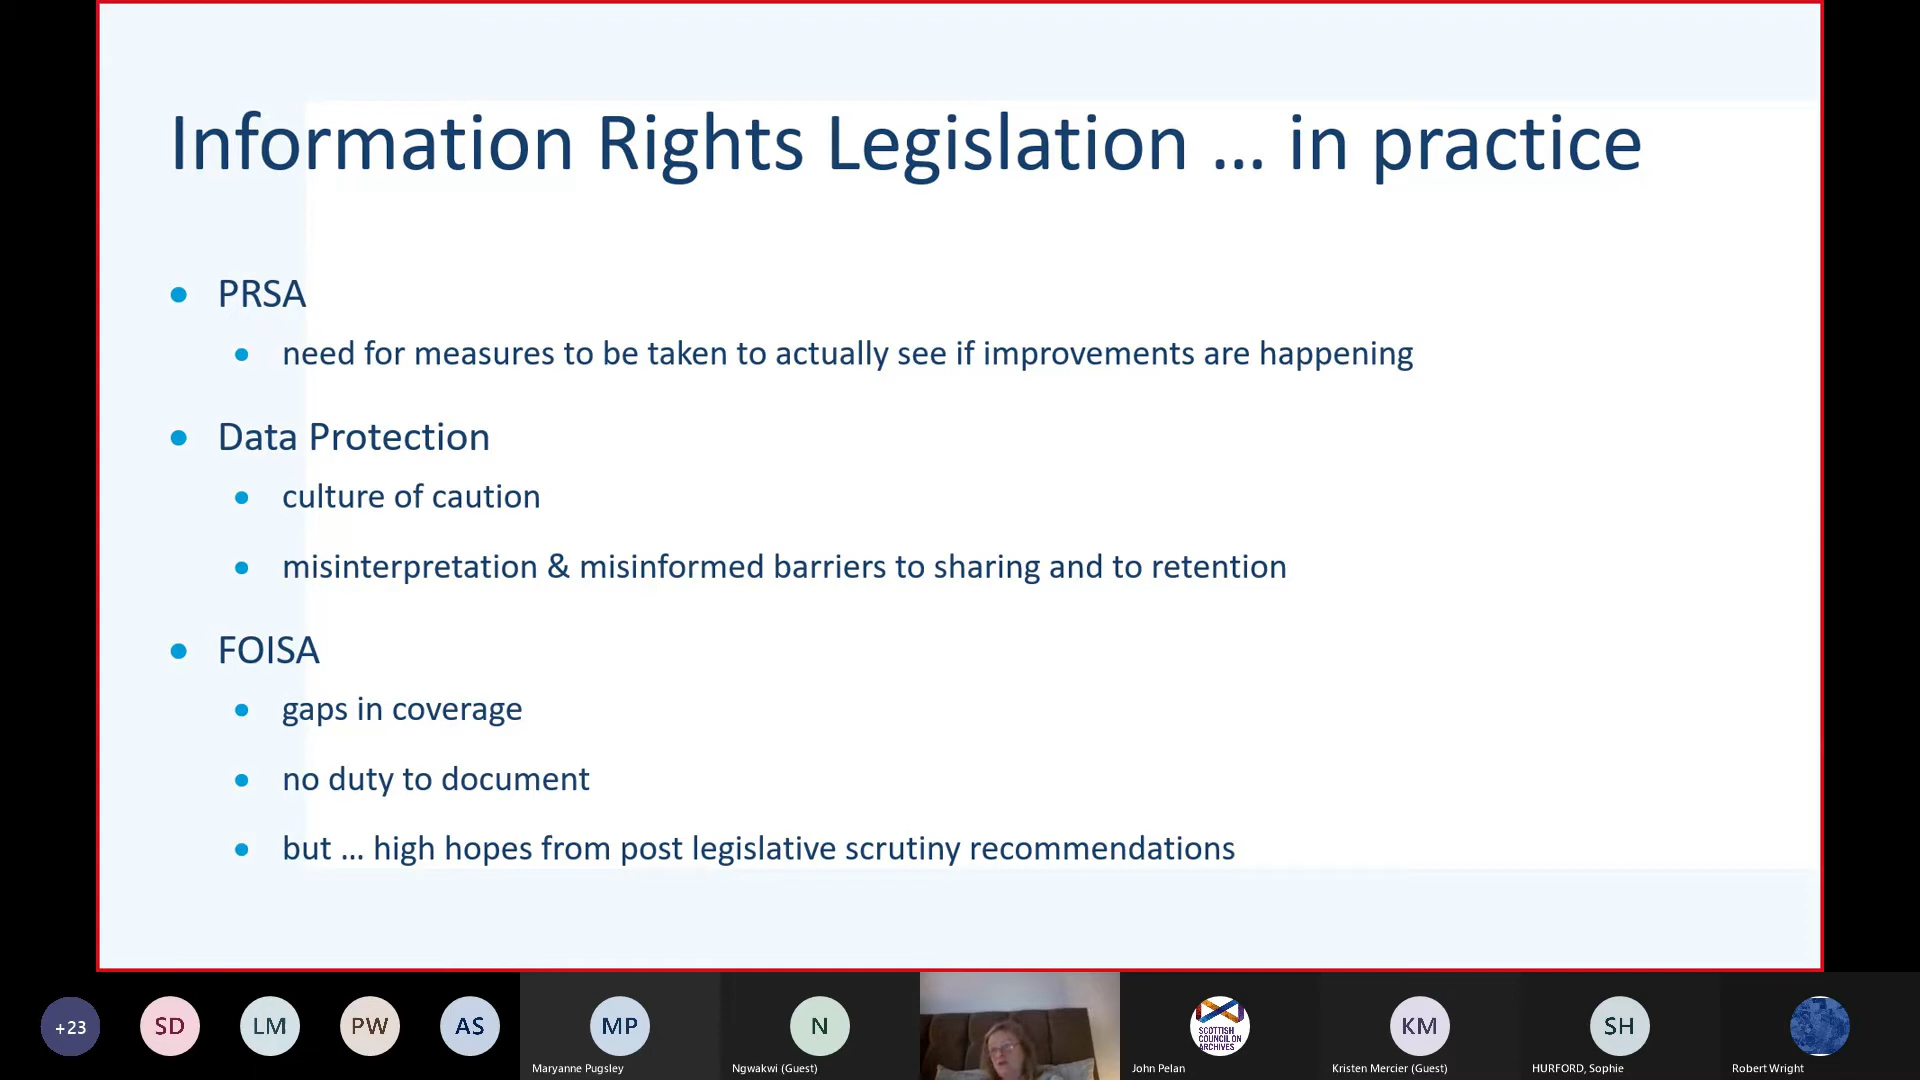 Information Rights Legislation ... in practice
PRSA
need for measures to be taken to actually see if improvements are happening
Data Protection
culture of caution
misinterpretation & misinformed barriers to sharing and to retention
FOISA
gaps in coverage
no duty to document
but ... high hopes from post legislative scrutiny recommendations
+23
SD
LM
PW
AS
MP
Maryanne Pugsley
N
Ngwakwi (Guest)
SCOTTISH
COUNCIL ON
ARCHIVES
John Pelan
KM
Kristen Mercier (Guest)
SH
HURFORD, Sophie
Robert Wright